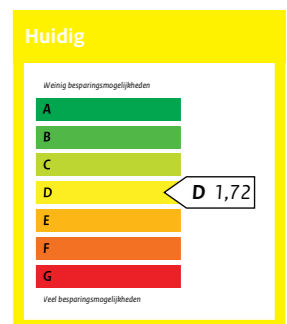 Huidig
Weinig besparingsmogelijkheden
A
B
C
D
D 1,72
E
F
G
Veel besparingsmogelijkheden